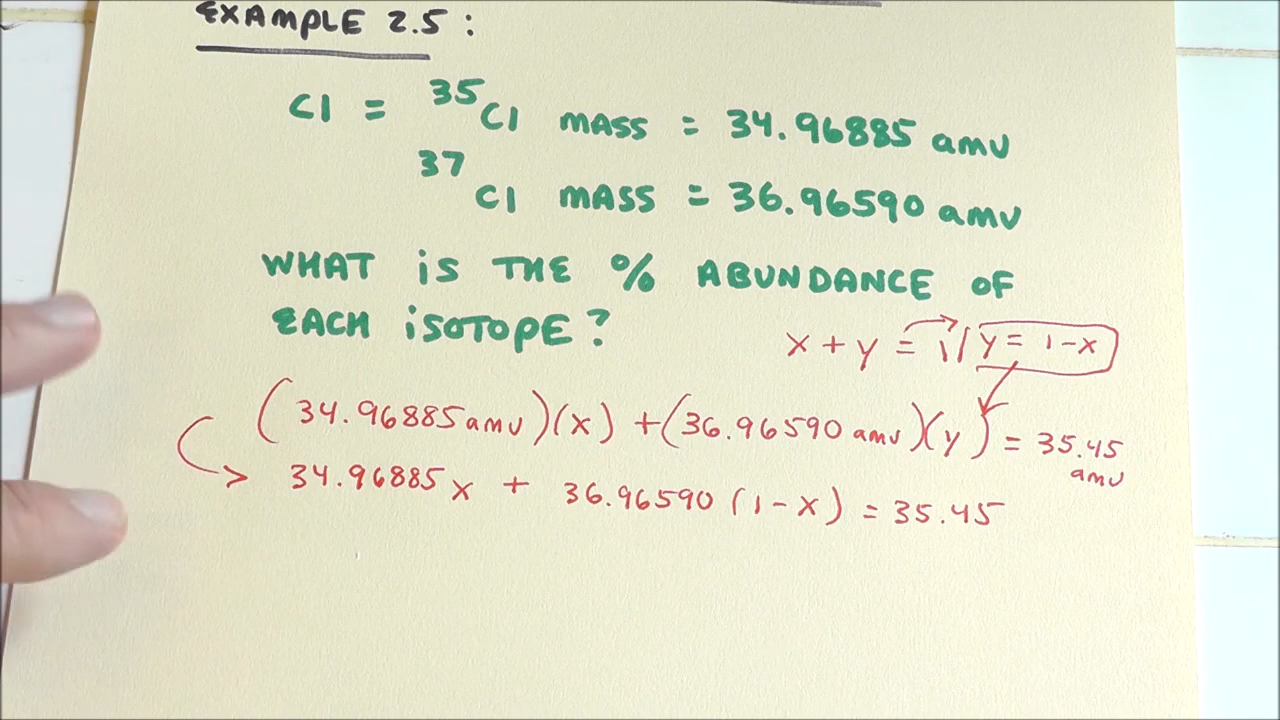 EXAMPLE 2.5:
Cl = ³⁵Cl MASS = 34.96885 amu
³⁷Cl MASS = 36.96590 amu
WHAT iS THE % ABUNDANCE OF
EACH iSOTOPE?
x + y = 1 // y = 1-x
(34.96885 amu)(x) + (36.96590 amu)(y) = 35.45
amu
34.96885x + 36.96590 (1-x) = 35.45